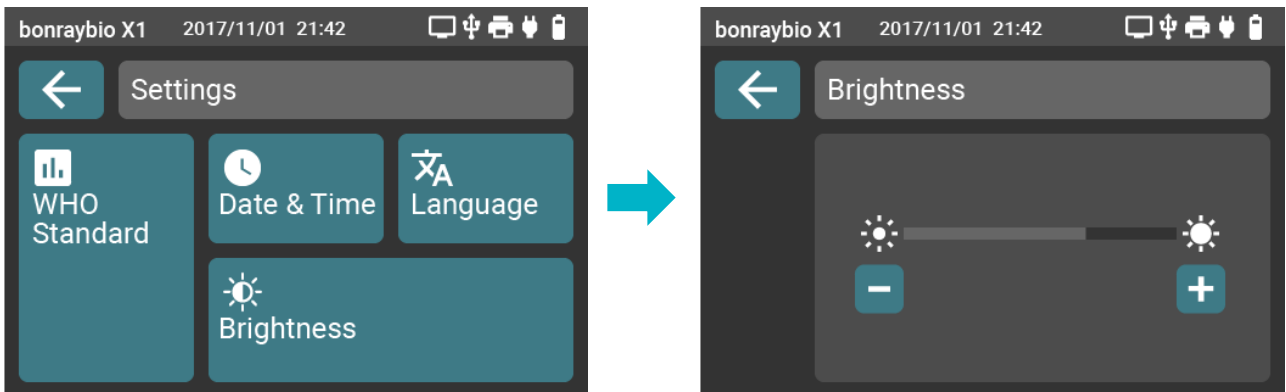 bonraybio X1 2017/11/01 21:42
Settings
WHO
Standard
Date & Time
Language
Brightness
bonraybio X1 2017/11/01 21:42
Brightness